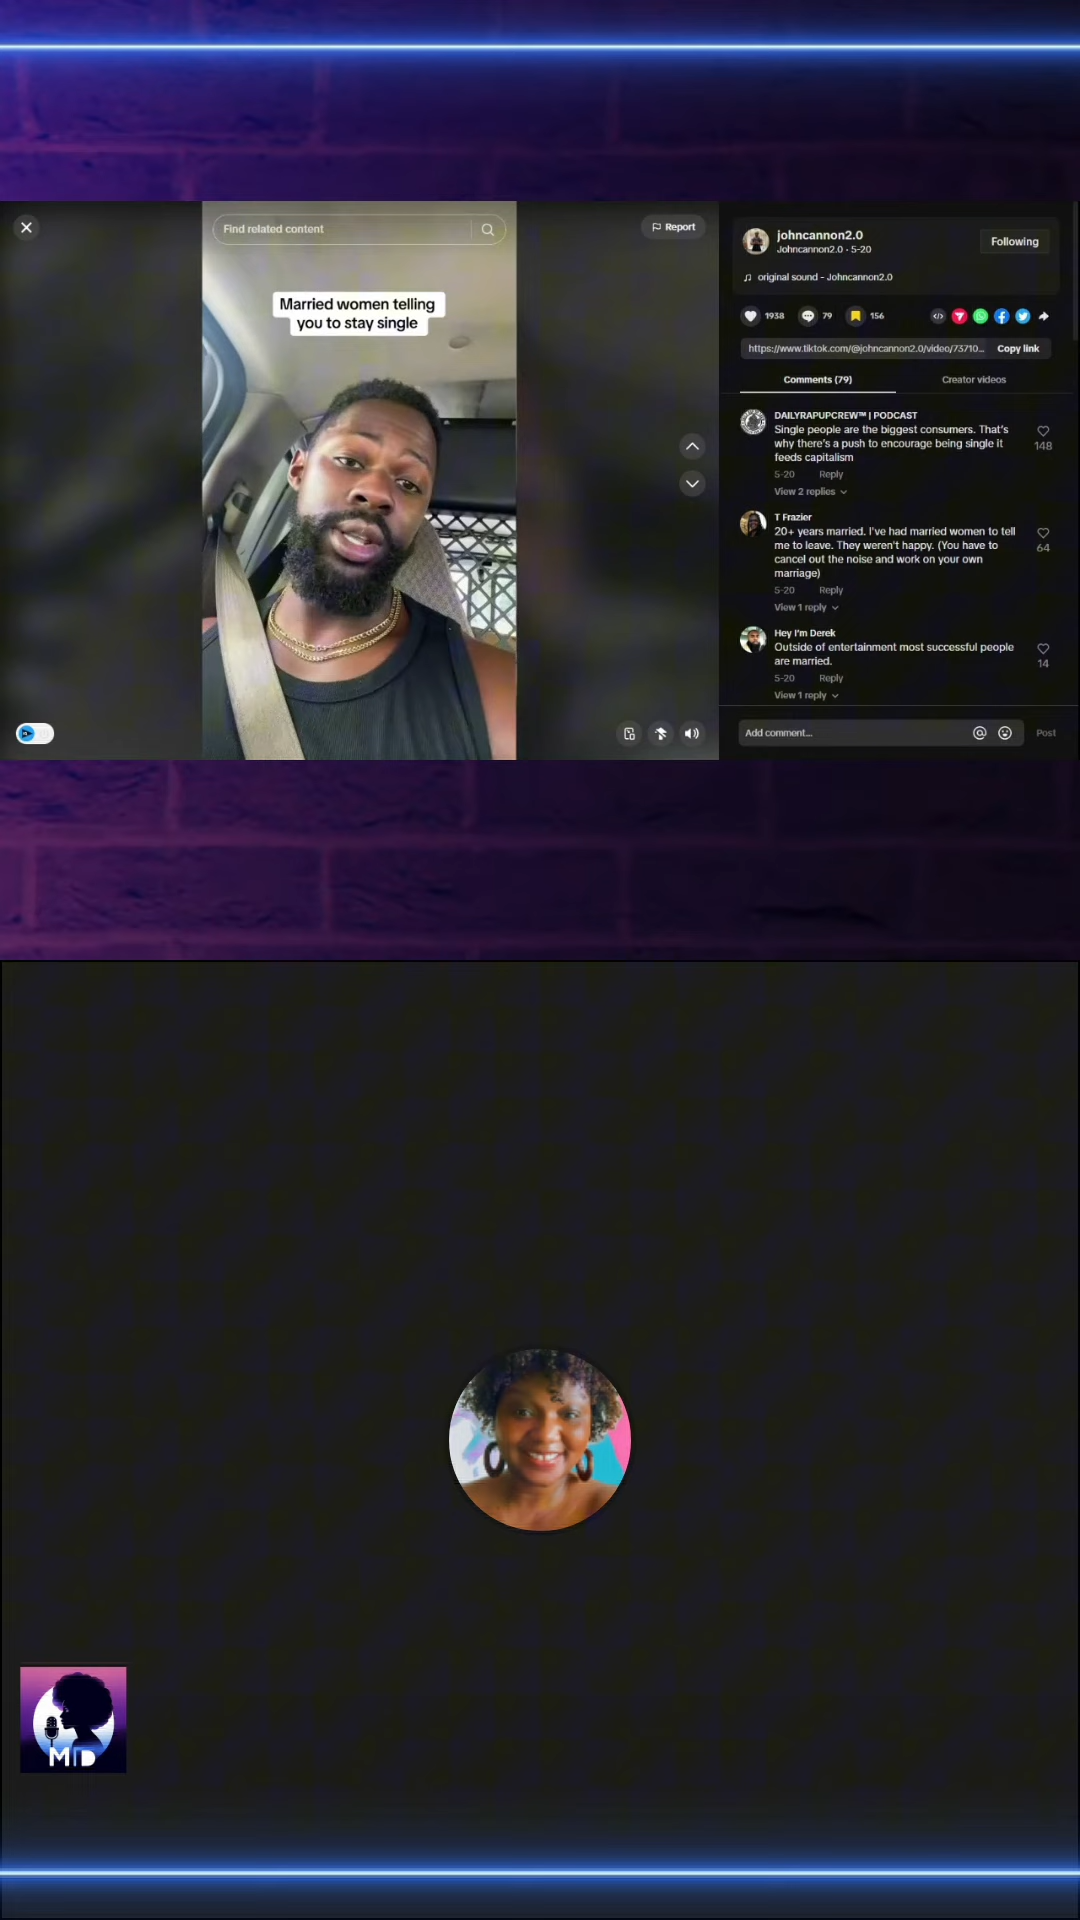 Find related content
Report
Married women telling
you to stay single
johncannon2.0
Johncannon2.0 · 5-20
Following
original sound - Johncannon2.0
1938
79
156
https://www.tiktok.com/@johncannon2.0/video/73710...
Copy link
Comments (79)
Creator videos
DAILYRAPUPCREW™ | PODCAST
Single people are the biggest consumers. That's
why there's a push to encourage being single it
feeds capitalism
148
5-20 Reply
View 2 replies
T Frazier
20+ years married. I've had married women to tell
me to leave. They weren't happy. (You have to
cancel out the noise and work on your own
marriage)
64
5-20 Reply
View 1 reply
Hey I'm Derek
Outside of entertainment most successful people
are married.
14
5-20 Reply
View 1 reply
Add comment...
Post
MD